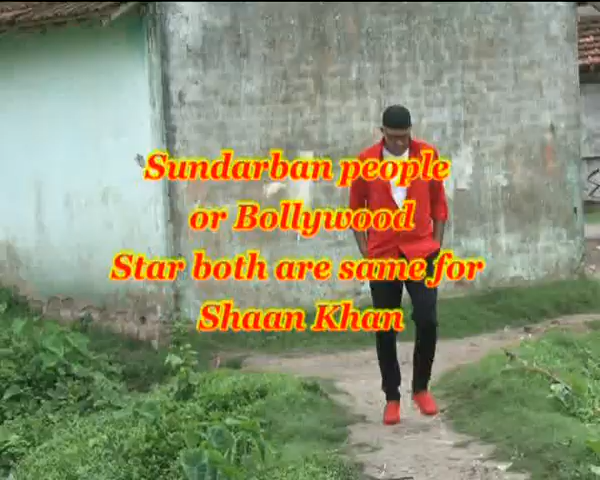 Sundarban people
or Bollywood
Star both are same for
Shaan Khan